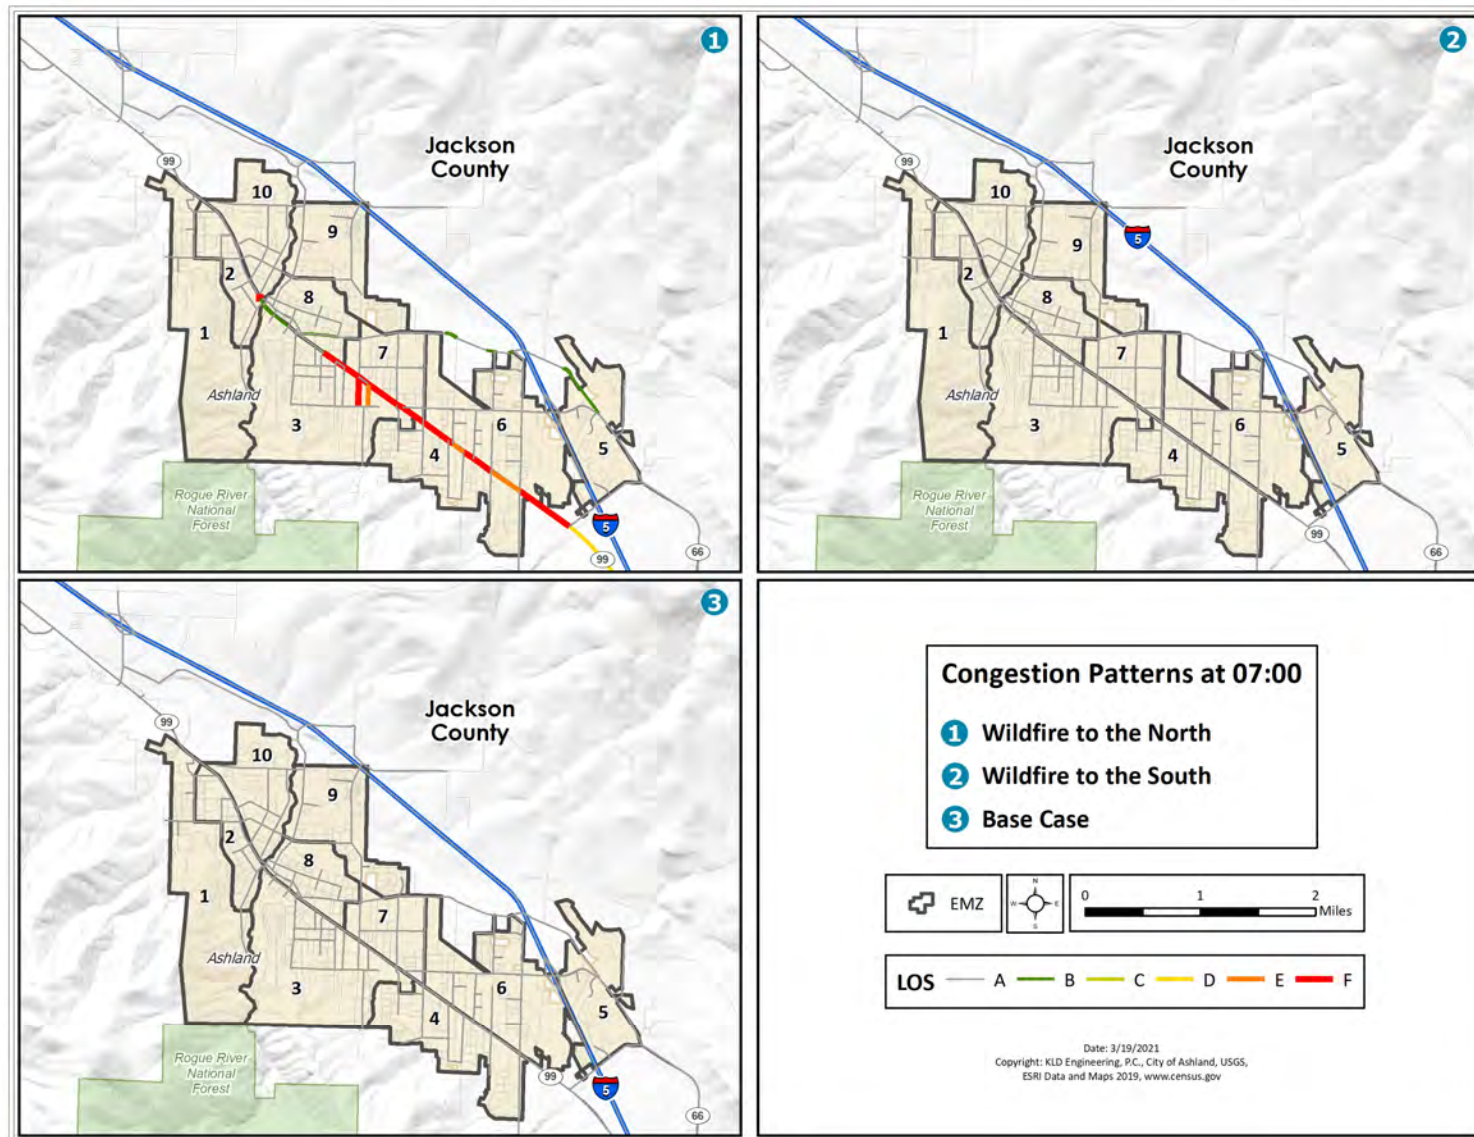 1
Jackson
County
99
10
9
2
8
1
7
Ashland
3
6
4
5
Rogue River
National
Forest
5
99
66
2
Jackson
County
99
10
5
9
2
8
1
7
Ashland
3
6
4
5
Rogue River
National
Forest
99
66
3
Jackson
County
99
10
9
2
8
1
7
Ashland
3
6
4
5
Rogue River
National
Forest
99
5
66
Congestion Patterns at 07:00
1 Wildfire to the North
2 Wildfire to the South
3 Base Case
EMZ
N
W E
S
0 1 2
Miles
LOS A B C D E F
Date: 3/19/2021
Copyright: KLD Engineering, P.C., City of Ashland, USGS,
ESRI Data and Maps 2019, www.census.gov